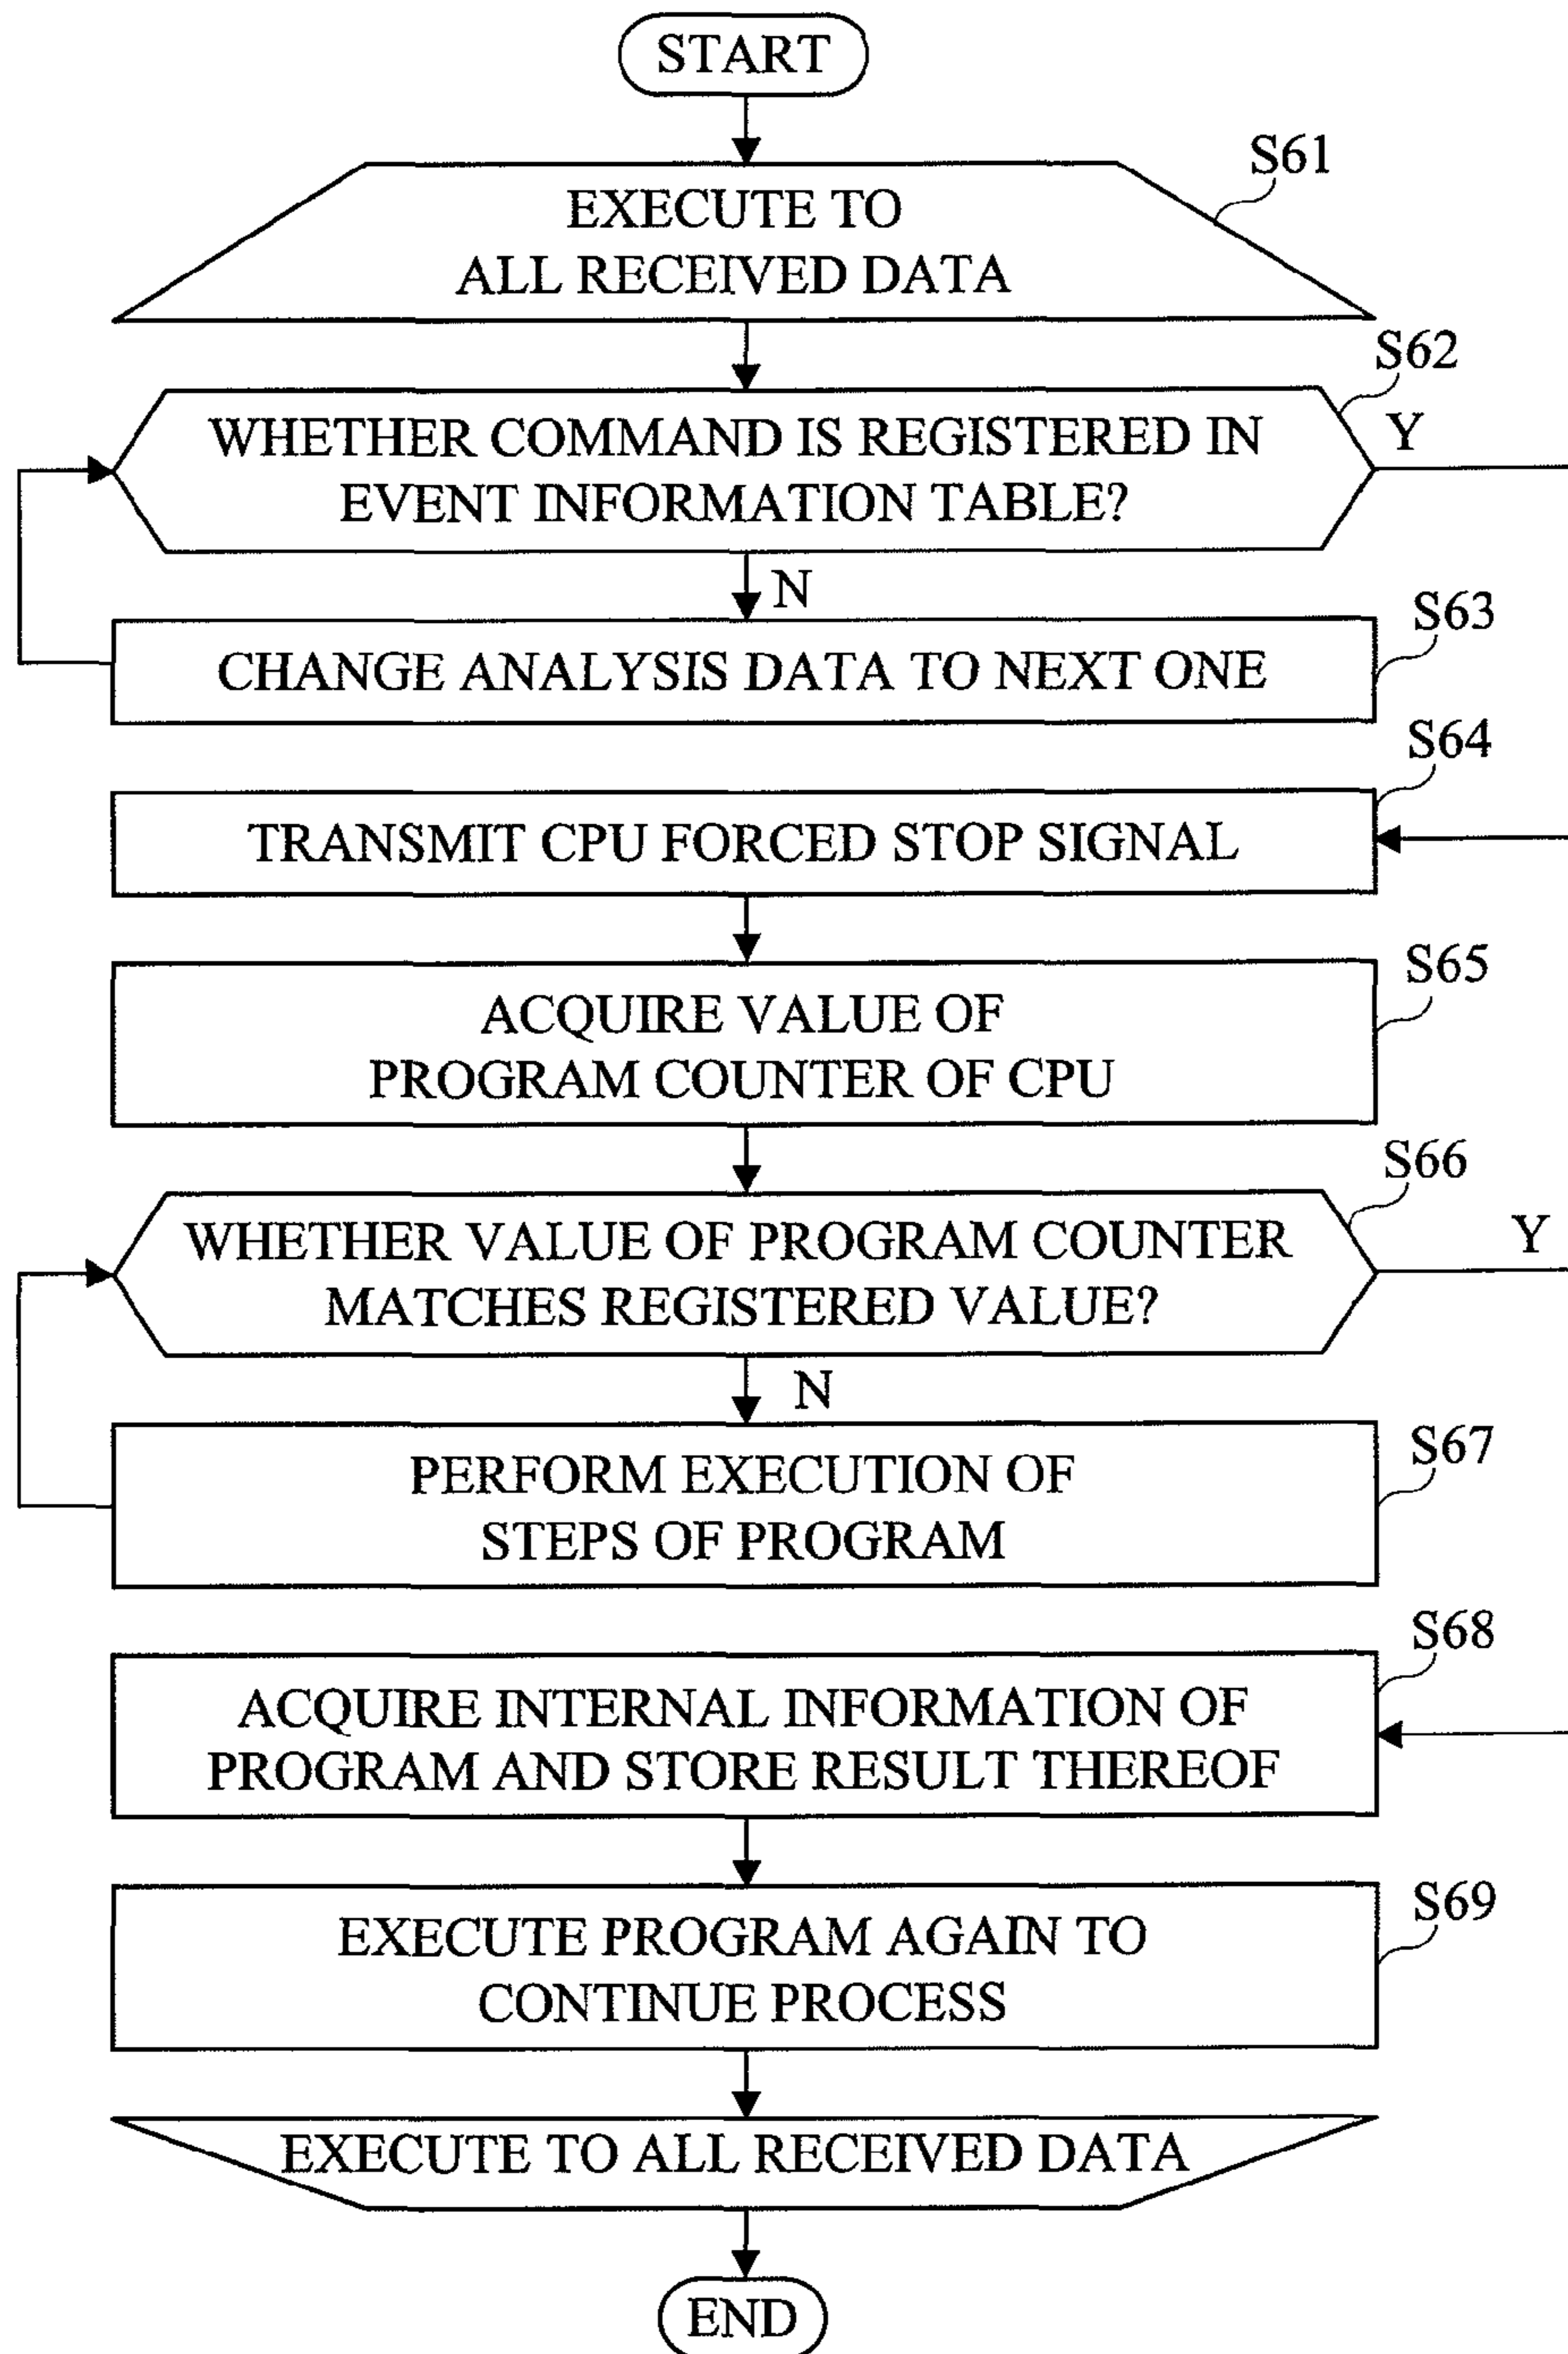 START
S61
EXECUTE TO
ALL RECEIVED DATA
S62
WHETHER COMMAND IS REGISTERED IN
EVENT INFORMATION TABLE?
Y
N
S63
CHANGE ANALYSIS DATA TO NEXT ONE
S64
TRANSMIT CPU FORCED STOP SIGNAL
S65
ACQUIRE VALUE OF
PROGRAM COUNTER OF CPU
S66
WHETHER VALUE OF PROGRAM COUNTER
MATCHES REGISTERED VALUE?
Y
N
S67
PERFORM EXECUTION OF
STEPS OF PROGRAM
S68
ACQUIRE INTERNAL INFORMATION OF
PROGRAM AND STORE RESULT THEREOF
S69
EXECUTE PROGRAM AGAIN TO
CONTINUE PROCESS
EXECUTE TO ALL RECEIVED DATA
END